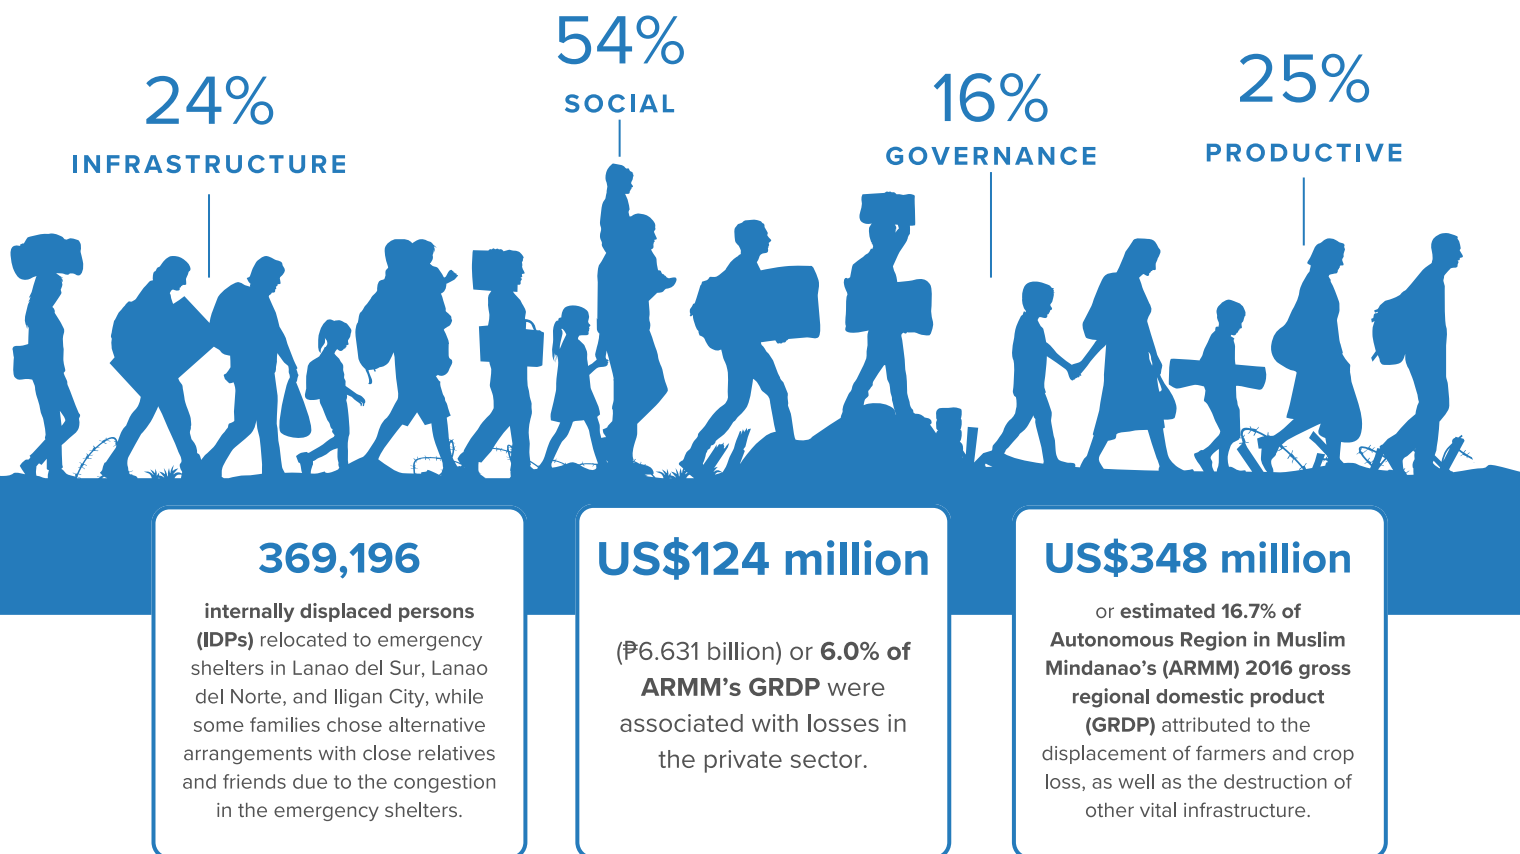 24%
INFRASTRUCTURE
54%
SOCIAL
16%
GOVERNANCE
25%
PRODUCTIVE
369,196
internally displaced persons
(IDPs) relocated to emergency
shelters in Lanao del Sur, Lanao
del Norte, and Iligan City, while
some families chose alternative
arrangements with close relatives
and friends due to the congestion
in the emergency shelters.
US$124 million
(₱6.631 billion) or 6.0% of
ARMM’s GRDP were
associated with losses in
the private sector.
US$348 million
or estimated 16.7% of
Autonomous Region in Muslim
Mindanao’s (ARMM) 2016 gross
regional domestic product
(GRDP) attributed to the
displacement of farmers and crop
loss, as well as the destruction of
other vital infrastructure.